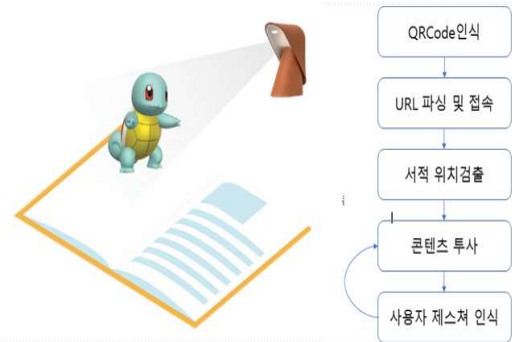 QRCode인식
URL 파싱 및 접속
서적 위치검출
콘텐츠 투사
사용자 제스쳐 인식